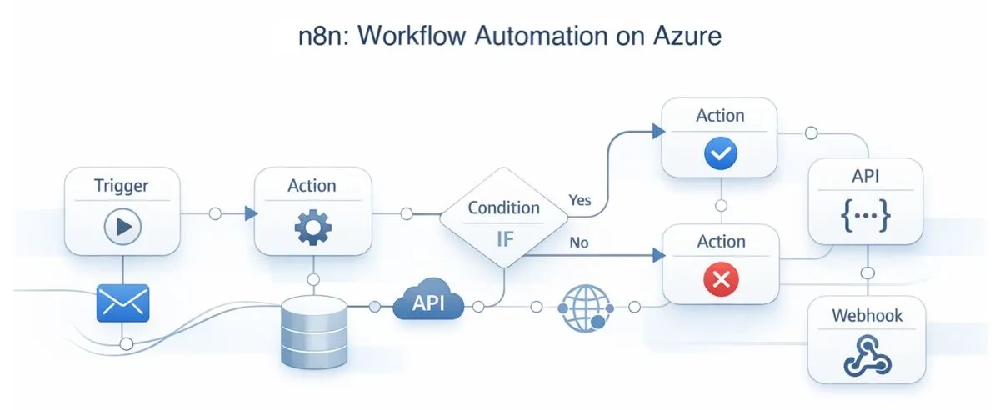 n8n: Workflow Automation on Azure
Trigger
Action
Condition
IF
Yes
No
Action
Action
API
{···}
API
Webhook